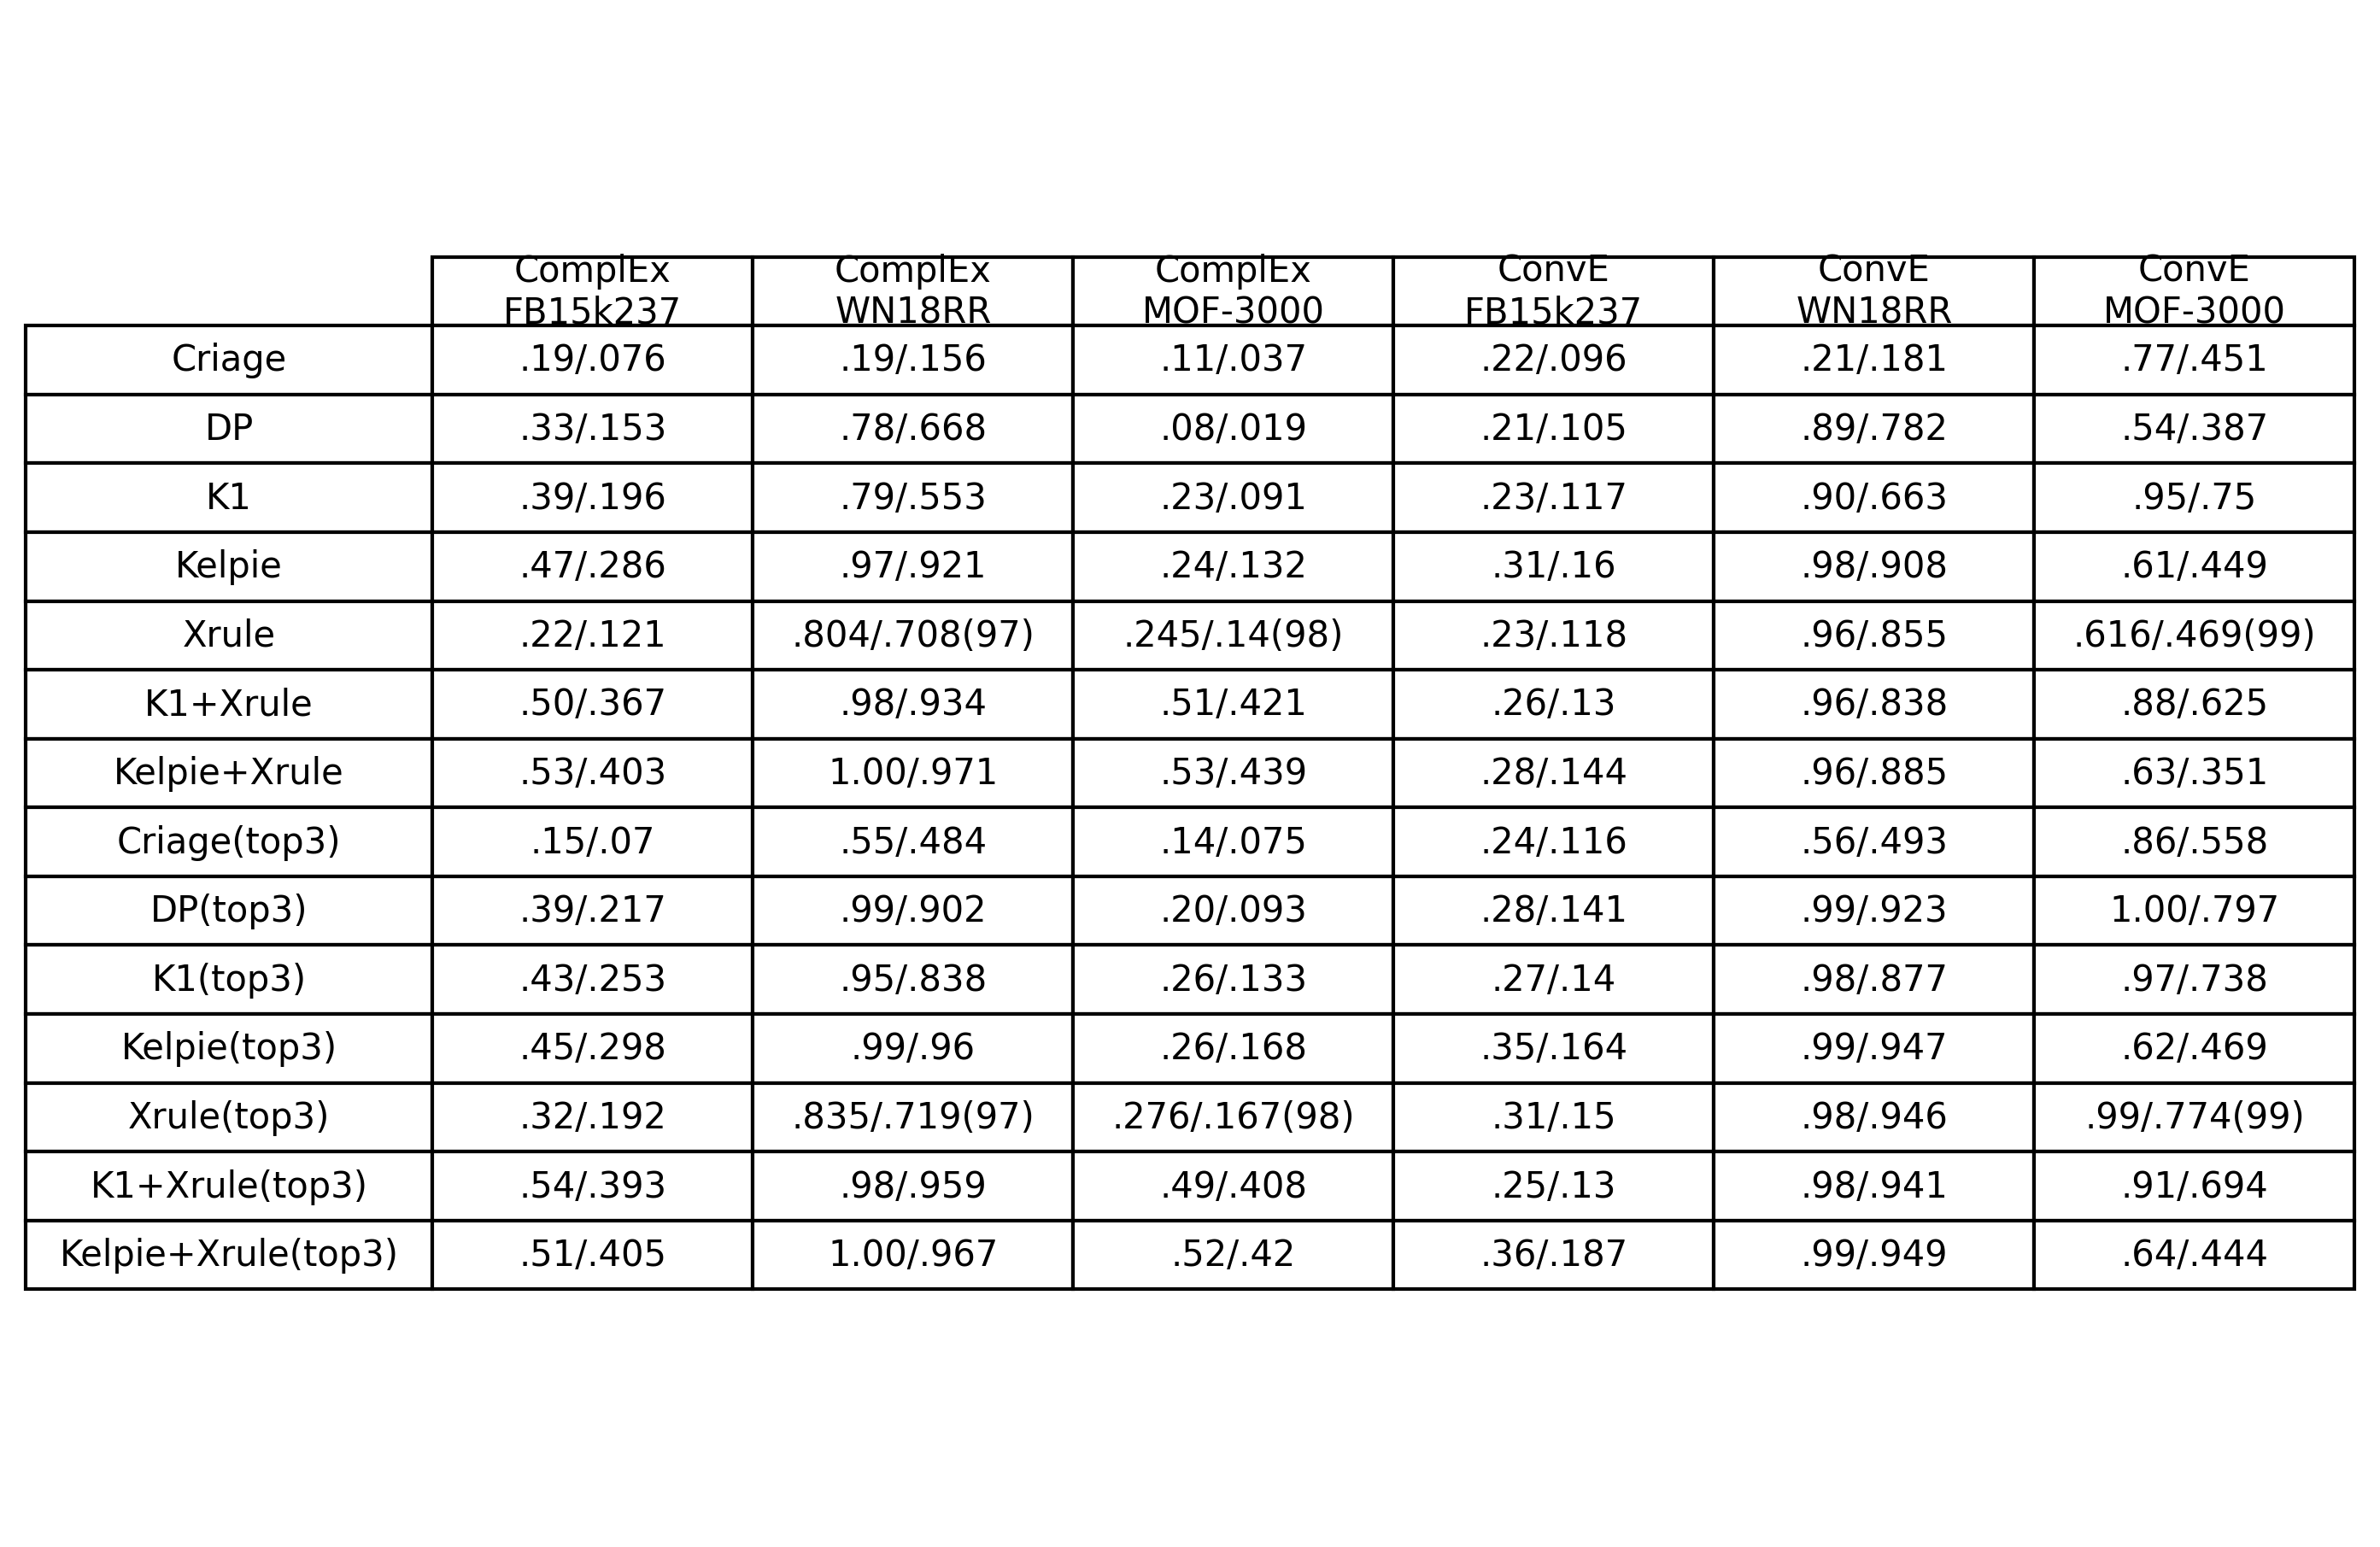 ComplEx ComplEx ComplEx ConvE ConvE ConvE
FB15k237 WN18RR MOF-3000 FB15k237 WN18RR MOF-3000
Criage .19/.076 .19/.156 .11/.037 .22/.096 .21/.181 .77/.451
DP .33/.153 .78/.668 .08/.019 .21/.105 .89/.782 .54/.387
K1 .39/.196 .79/.553 .23/.091 .23/.117 .90/.663 .95/.75
Kelpie .47/.286 .97/.921 .24/.132 .31/.16 .98/.908 .61/.449
Xrule .22/.121 .804/.708(97) .245/.14(98) .23/.118 .96/.855 .616/.469(99)
K1+Xrule .50/.367 .98/.934 .51/.421 .26/.13 .96/.838 .88/.625
Kelpie+Xrule .53/.403 1.00/.971 .53/.439 .28/.144 .96/.885 .63/.351
Criage(top3) .15/.07 .55/.484 .14/.075 .24/.116 .56/.493 .86/.558
DP(top3) .39/.217 .99/.902 .20/.093 .28/.141 .99/.923 1.00/.797
K1(top3) .43/.253 .95/.838 .26/.133 .27/.14 .98/.877 .97/.738
Kelpie(top3) .45/.298 .99/.96 .26/.168 .35/.164 .99/.947 .62/.469
Xrule(top3) .32/.192 .835/.719(97) .276/.167(98) .31/.15 .98/.946 .99/.774(99)
K1+Xrule(top3) .54/.393 .98/.959 .49/.408 .25/.13 .98/.941 .91/.694
Kelpie+Xrule(top3) .51/.405 1.00/.967 .52/.42 .36/.187 .99/.949 .64/.444